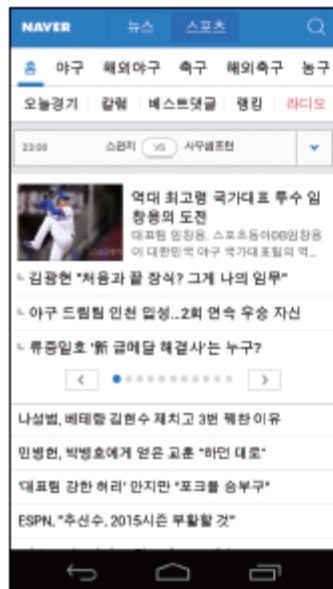 NAVER 뉴스 스포츠
홈 야구 해외야구 축구 해외축구 농구
오늘경기 칼럼 베스트댓글 랭킹 라디오
23:00 스완지 VS 사우샘프턴
역대 최고령 국가대표 투수 임
창용의 도전
대표팀 임창용. 스포츠동아DB임창용
이 대한민국 야구 국가대표팀의 역...
김광현 "처음과 끝 장식? 그게 나의 임무"
야구 드림팀 인천 입성...2회 연속 우승 자신
류중일호 '新 금메달 해결사'는 누구?
나성범, 베테랑 김현수 제치고 3번 꿰찬 이유
민병헌, 박병호에게 얻은 교훈 "하던 대로"
'대표팀 강한 허리' 안지만 "포크볼 승부구"
ESPN, "추신수, 2015시즌 부활할 것"